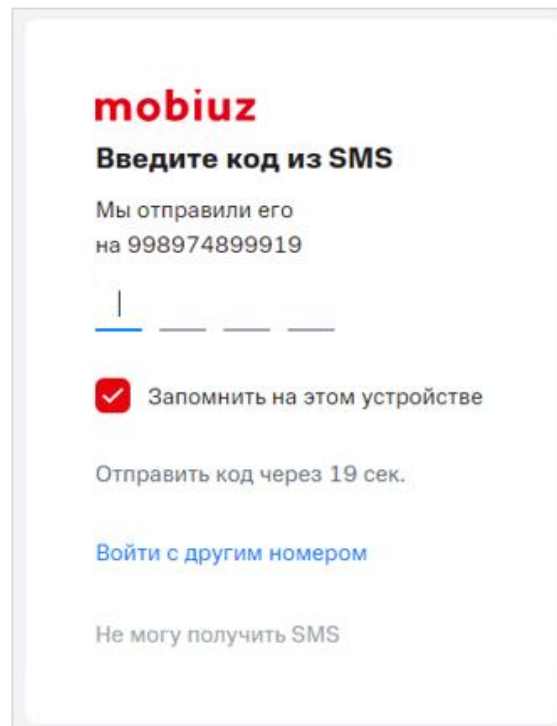 mobiuz
Введите код из SMS
Мы отправили его
на 998974899919
Запомнить на этом устройстве
Отправить код через 19 сек.
Войти с другим номером
Не могу получить SMS